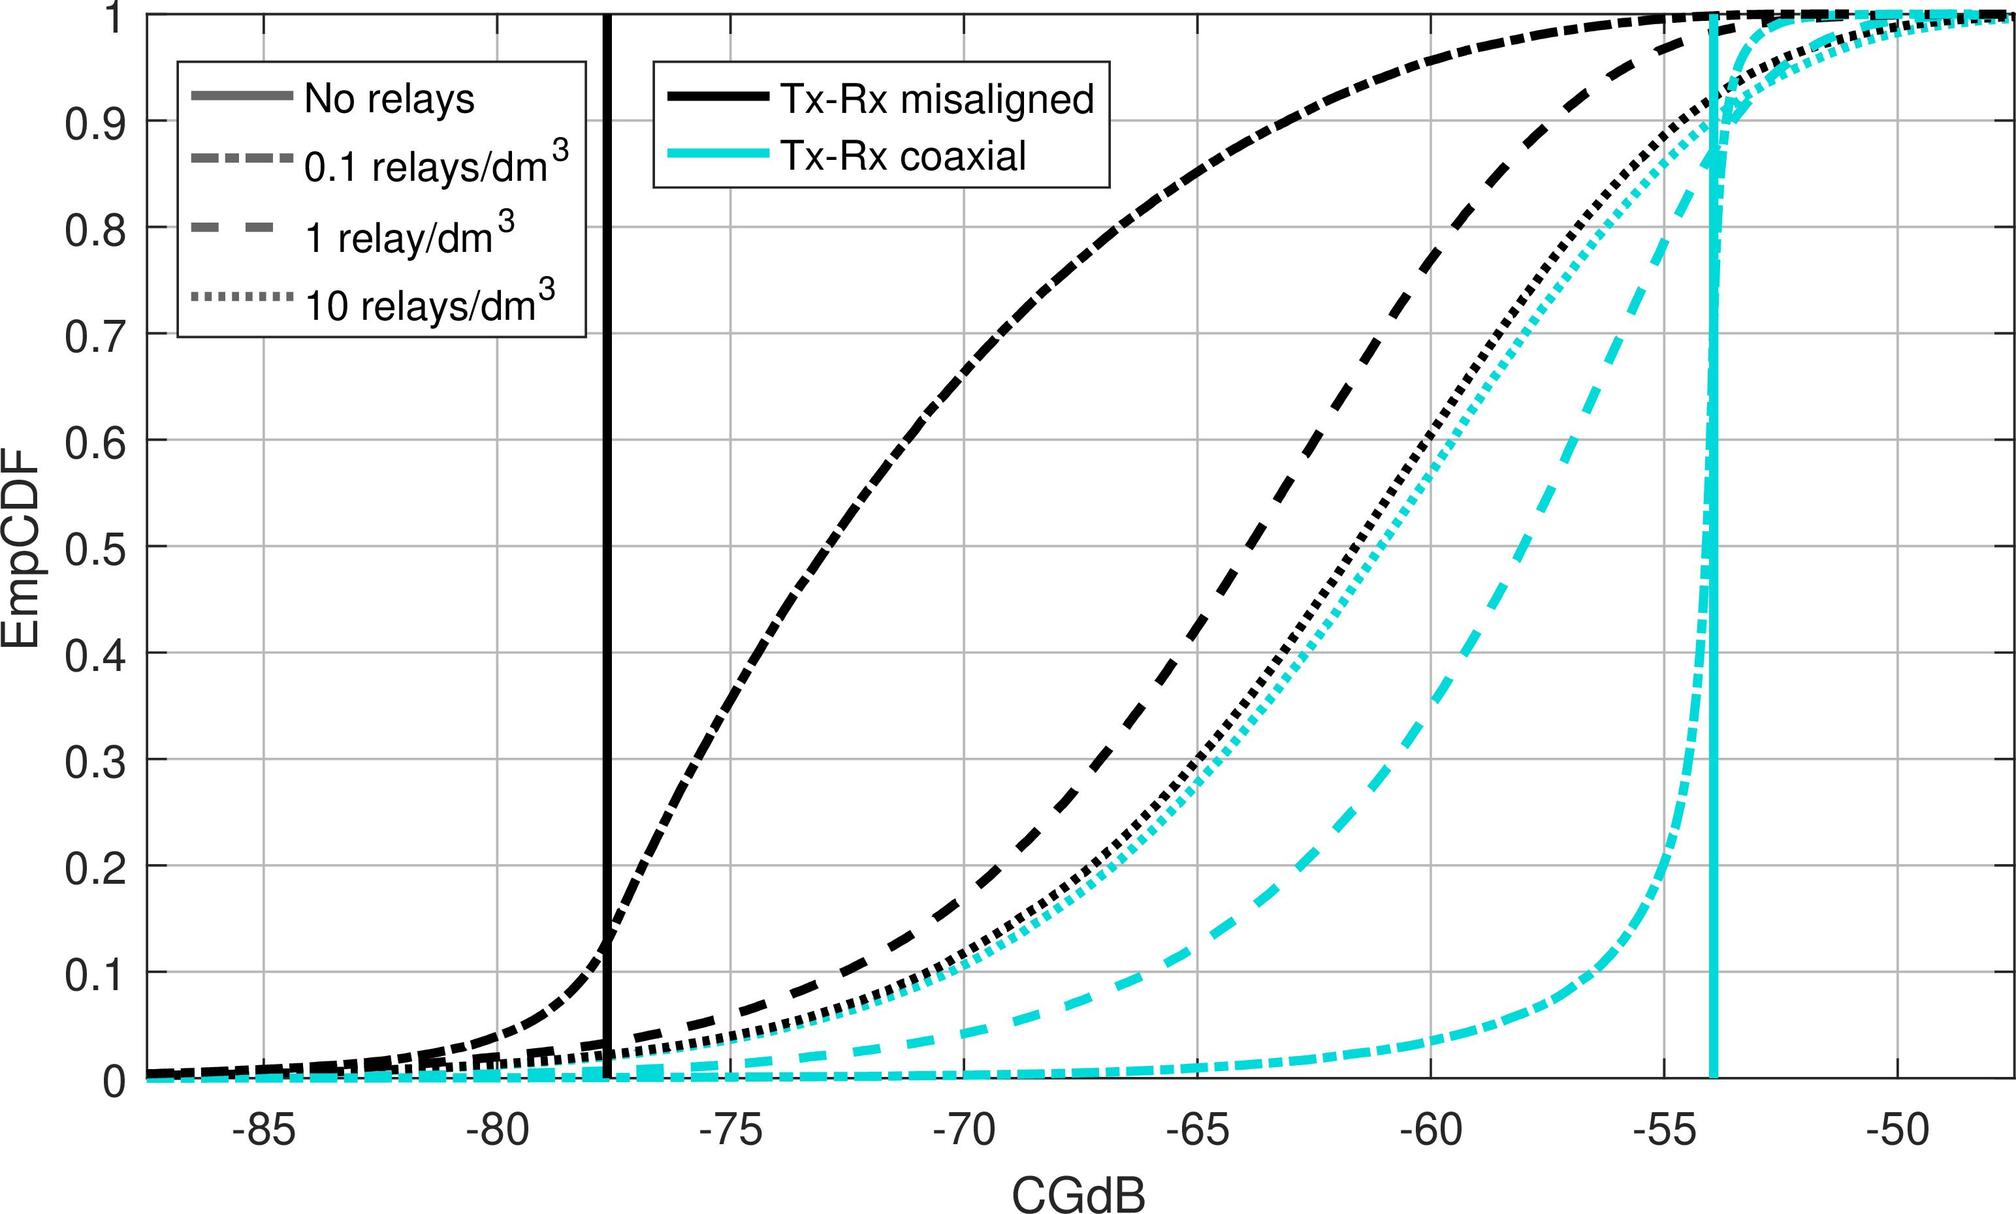 No relays
0.1 relays/dm³
1 relay/dm³
10 relays/dm³
Tx-Rx misaligned
Tx-Rx coaxial
EmpCDF
1
0.9
0.8
0.7
0.6
0.5
0.4
0.3
0.2
0.1
0
-85 -80 -75 -70 -65 -60 -55 -50
CGdB